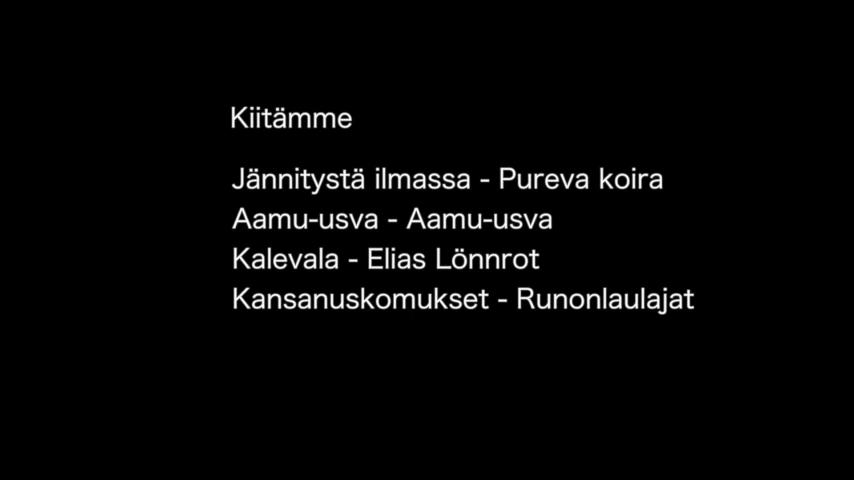 Kiitämme
Jännitystä ilmassa - Pureva koira
Aamu-usva - Aamu-usva
Kalevala - Elias Lönnrot
Kansanuskomukset - Runonlaulajat